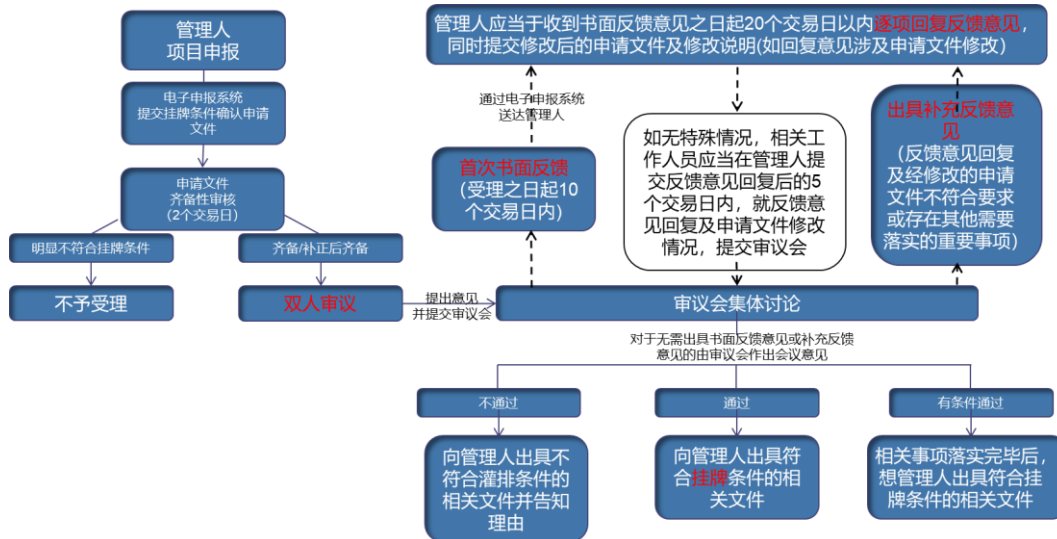 管理人
项目申报
电子申报系统
提交挂牌条件确认申请
文件
申请文件
齐备性审核
(2个交易日)
明显不符合挂牌条件
齐备/补正后齐备
不予受理
双人审议
提出意见
并提交审议会
管理人应当于收到书面反馈意见之日起20个交易日以内逐项回复反馈意见，
同时提交修改后的申请文件及修改说明(如回复意见涉及申请文件修改)
通过电子申报系统
送达管理人
首次书面反馈
（受理之日起10
个交易日内）
如无特殊情况，相关工
作人员应当在管理人提
交反馈意见回复后的5
个交易日内，就反馈意
见回复及申请文件修改
情况，提交审议会
出具补充反馈意
见
（反馈意见回复
及经修改的申请
文件不符合要求
或存在其他需要
落实的重要事项）
审议会集体讨论
对于无需出具书面反馈意见或补充反馈
意见的由审议会作出会议意见
不通过
通过
有条件通过
向管理人出具不
符合灌排条件的
相关文件并告知
理由
向管理人出具符
合挂牌条件的相
关文件
相关事项落实完毕后，
想管理人出具符合挂
牌条件的相关文件